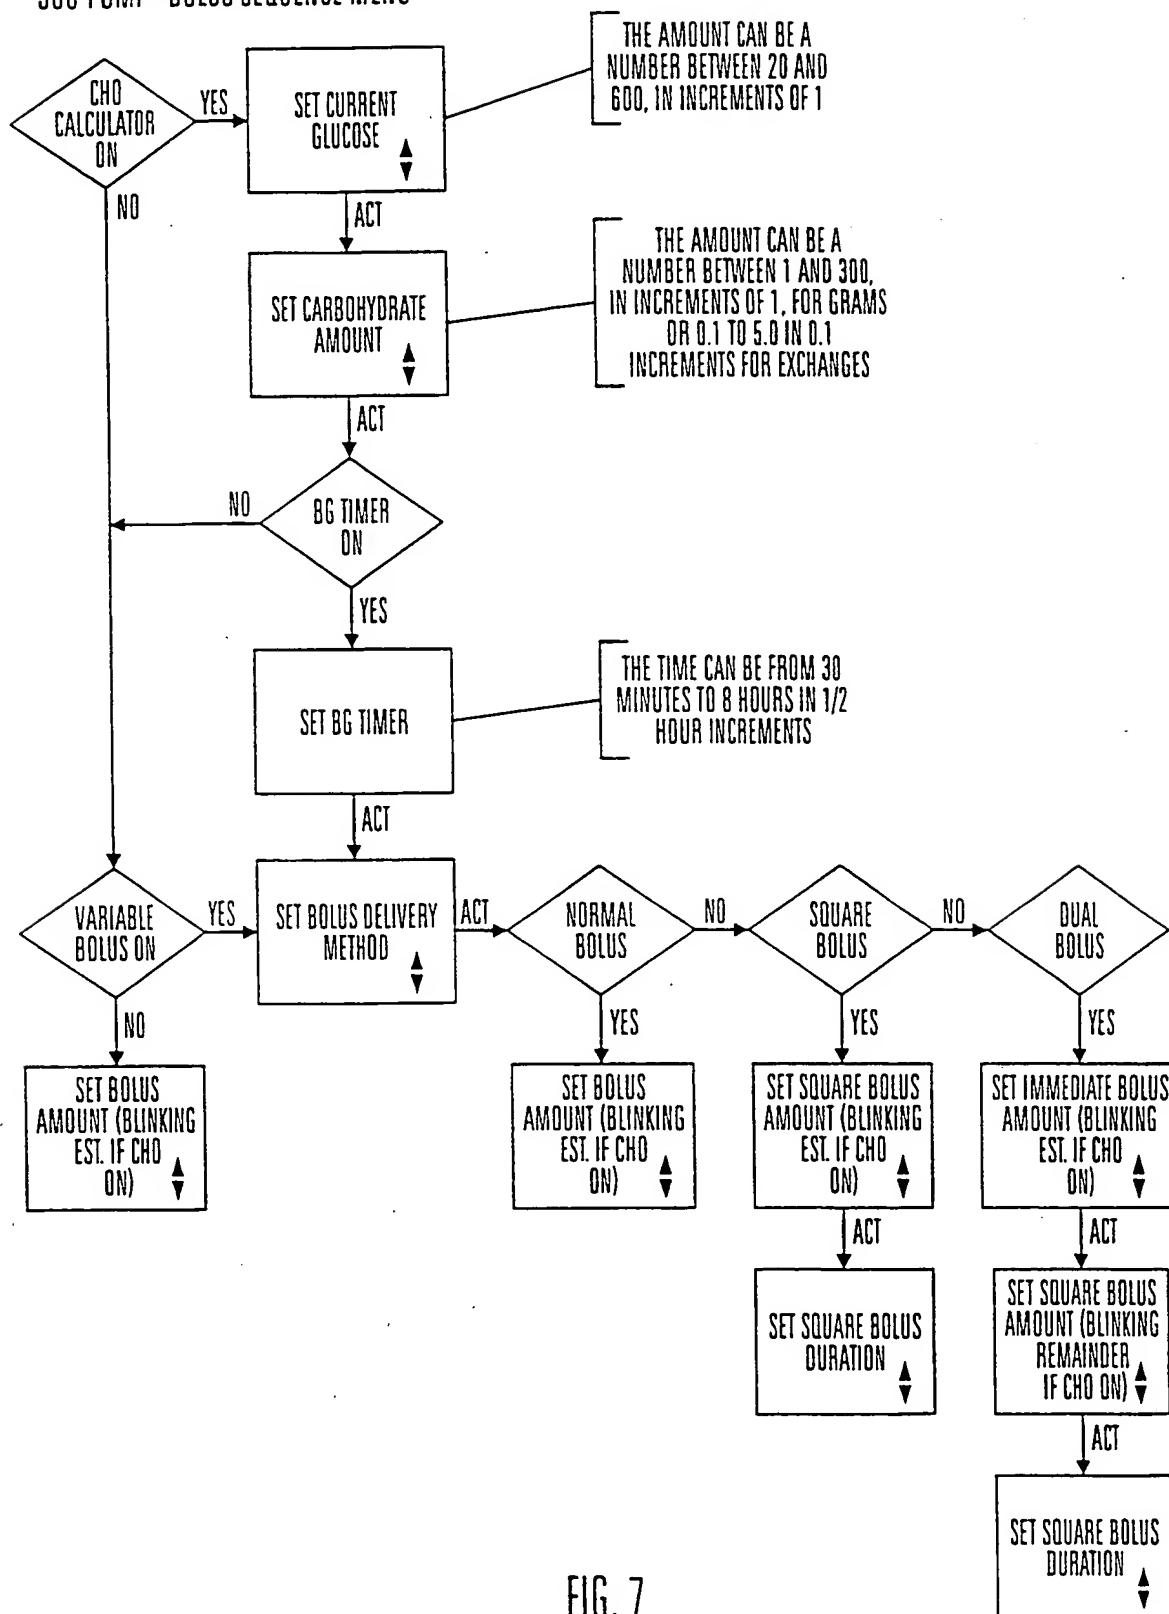 CHO
CALCULATOR
ON
YES
NO
SET CURRENT
GLUCOSE
THE AMOUNT CAN BE A
NUMBER BETWEEN 20 AND
600, IN INCREMENTS OF 1
ACT
SET CARBOHYDRATE
AMOUNT
THE AMOUNT CAN BE A
NUMBER BETWEEN 1 AND 300,
IN INCREMENTS OF 1, FOR GRAMS
OR 0.1 TO 5.0 IN 0.1
INCREMENTS FOR EXCHANGES
ACT
NO
BG TIMER
ON
YES
SET BG TIMER
THE TIME CAN BE FROM 30
MINUTES TO 8 HOURS IN 1/2
HOUR INCREMENTS
ACT
VARIABLE
BOLUS ON
YES
NO
SET BOLUS DELIVERY
METHOD
ACT
NORMAL
BOLUS
NO
YES
SQUARE
BOLUS
NO
YES
DUAL
BOLUS
YES
SET BOLUS
AMOUNT (BLINKING
EST. IF CHO
ON)
SET BOLUS
AMOUNT (BLINKING
EST. IF CHO
ON)
SET SQUARE BOLUS
AMOUNT (BLINKING
EST. IF CHO
ON)
SET IMMEDIATE BOLUS
AMOUNT (BLINKING
EST. IF CHO
ON)
ACT
ACT
SET SQUARE BOLUS
DURATION
SET SQUARE BOLUS
AMOUNT (BLINKING
REMAINDER
IF CHO ON)
ACT
SET SQUARE BOLUS
DURATION
FIG. 7